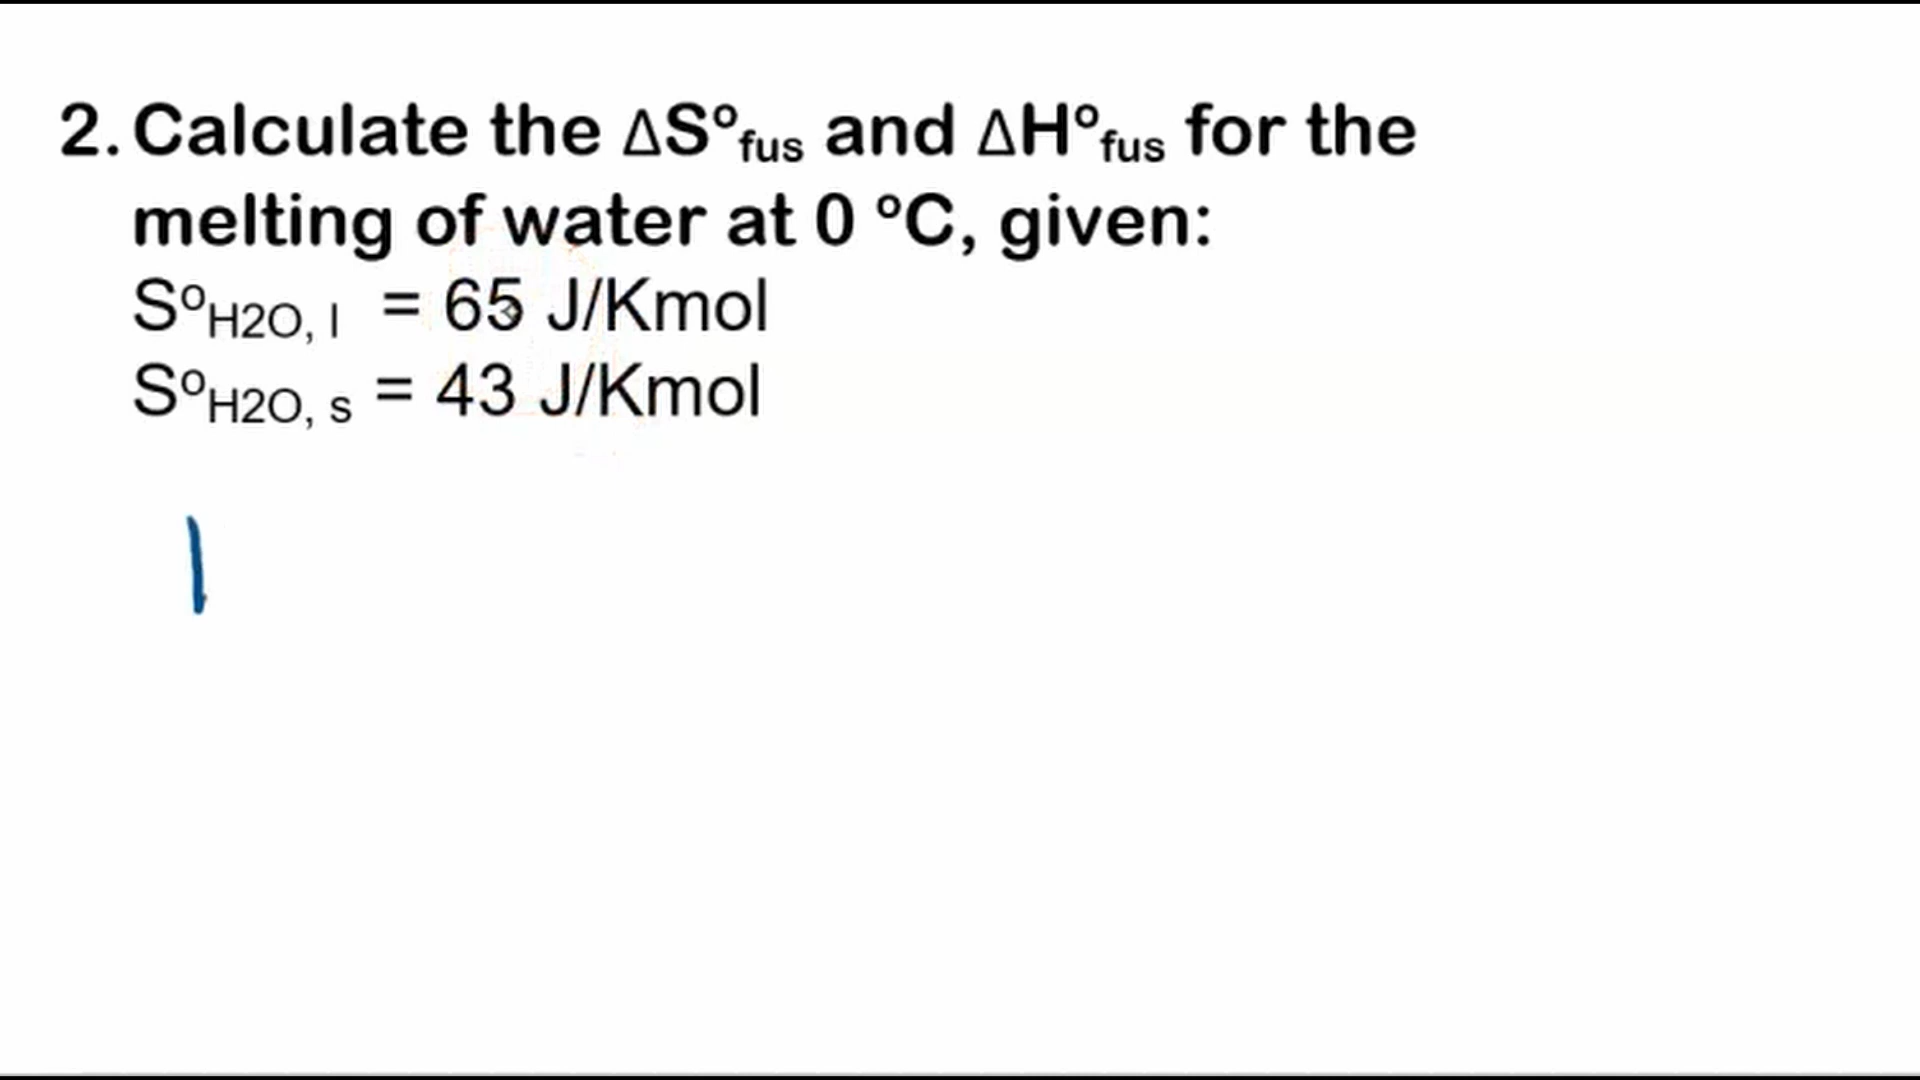 2. Calculate the ΔS°fus and ΔH°fus for the
melting of water at 0 °C, given:
S°H2O, l = 65 J/Kmol
S°H2O, s = 43 J/Kmol